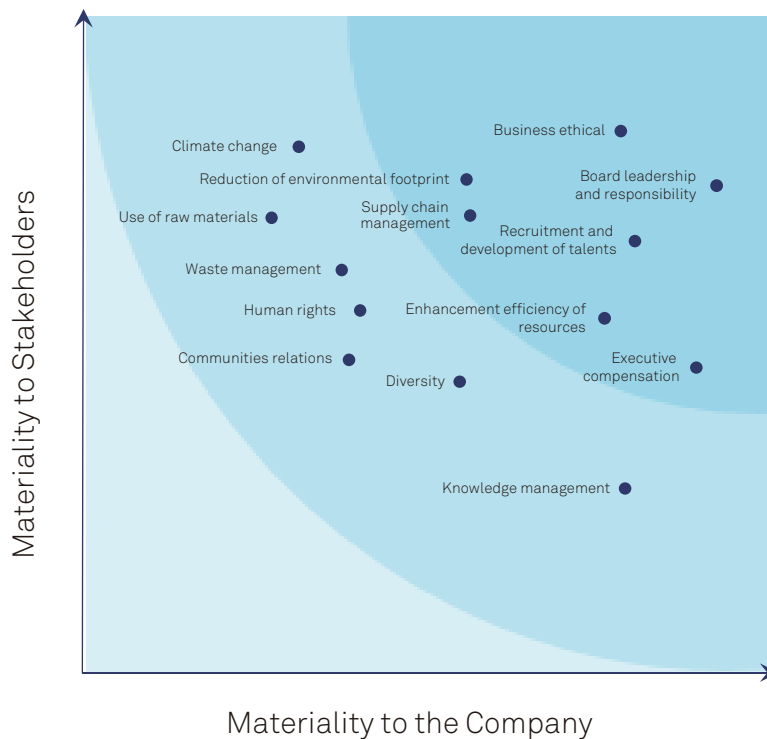 Business ethical
Climate change
Board leadership
and responsibility
Reduction of environmental footprint
Supply chain
management
Use of raw materials
Recruitment and
development of talents
Waste management
Human rights
Enhancement efficiency of
resources
Communities relations
Executive
compensation
Diversity
Knowledge management
Materiality to Stakeholders
Materiality to the Company